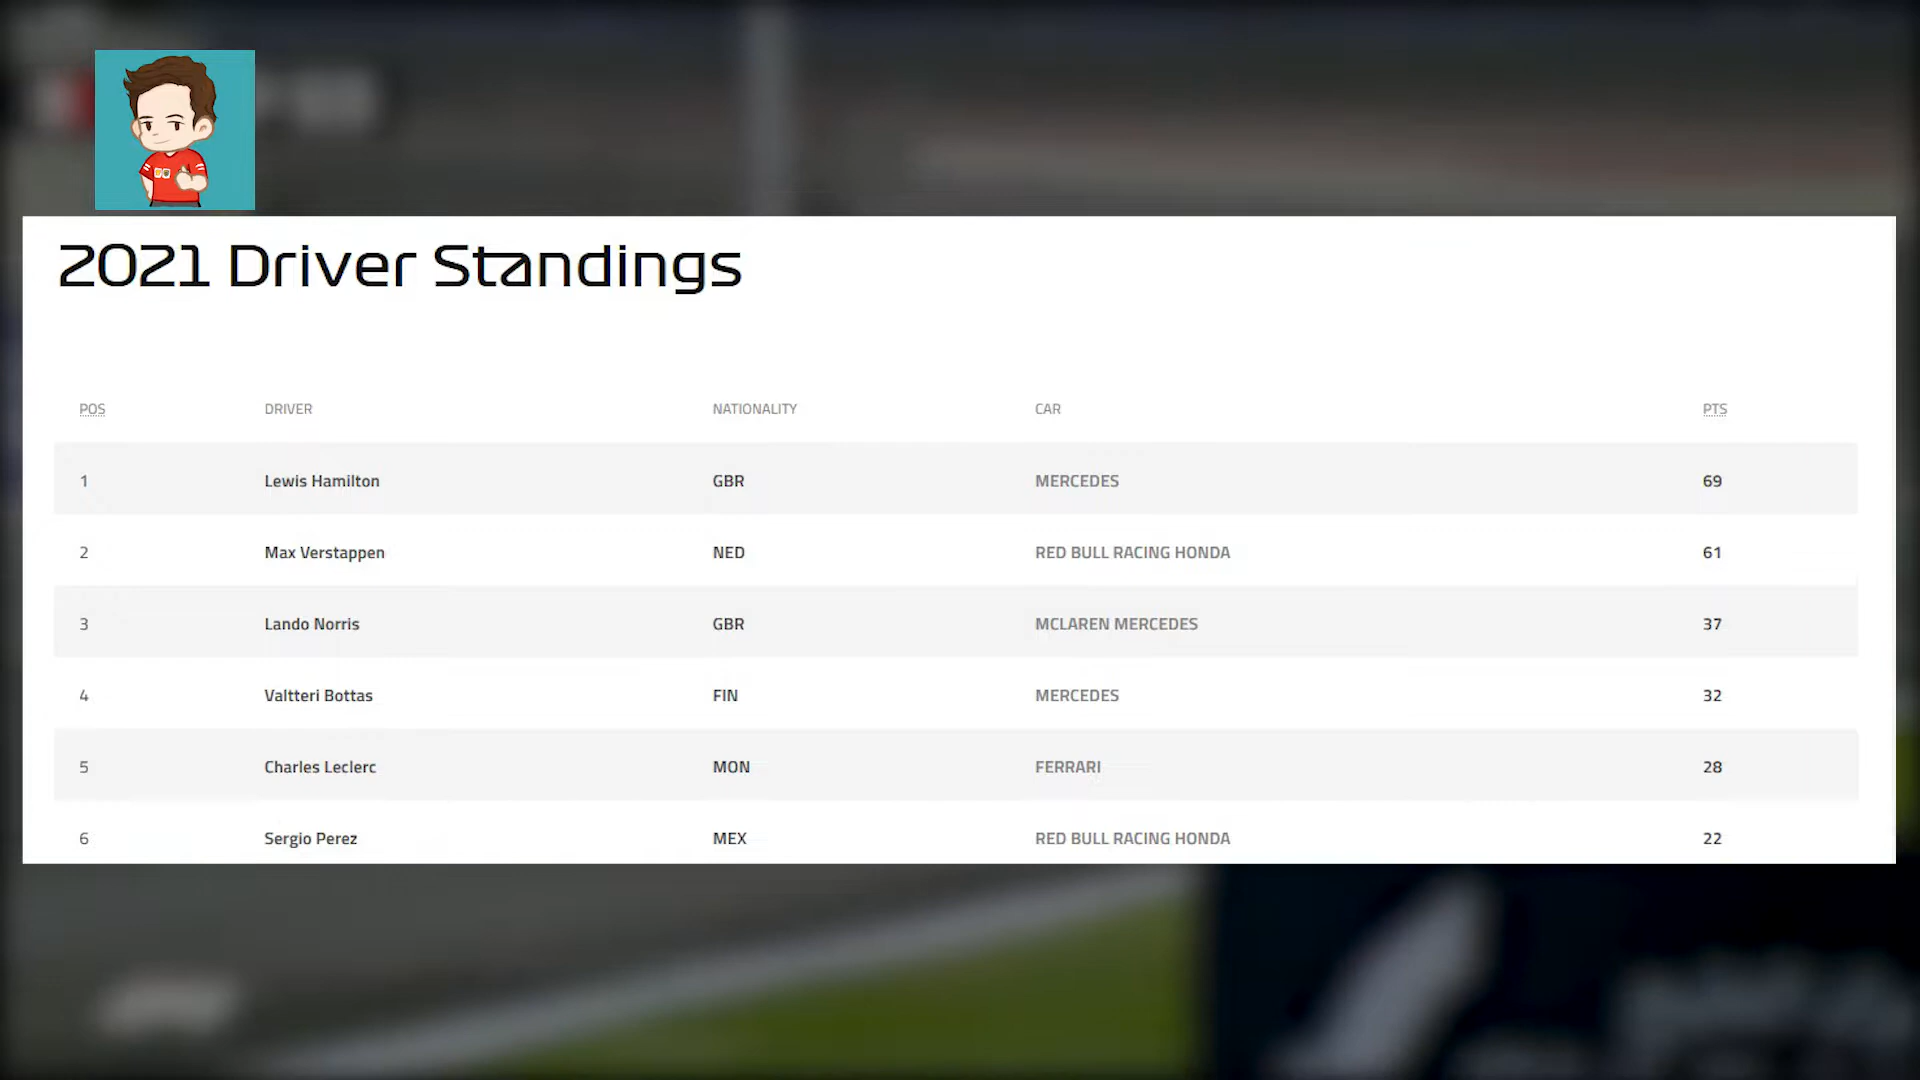 2021 Driver Standings
POS DRIVER NATIONALITY CAR PTS
1 Lewis Hamilton GBR MERCEDES 69
2 Max Verstappen NED RED BULL RACING HONDA 61
3 Lando Norris GBR MCLAREN MERCEDES 37
4 Valtteri Bottas FIN MERCEDES 32
5 Charles Leclerc MON FERRARI 28
6 Sergio Perez MEX RED BULL RACING HONDA 22